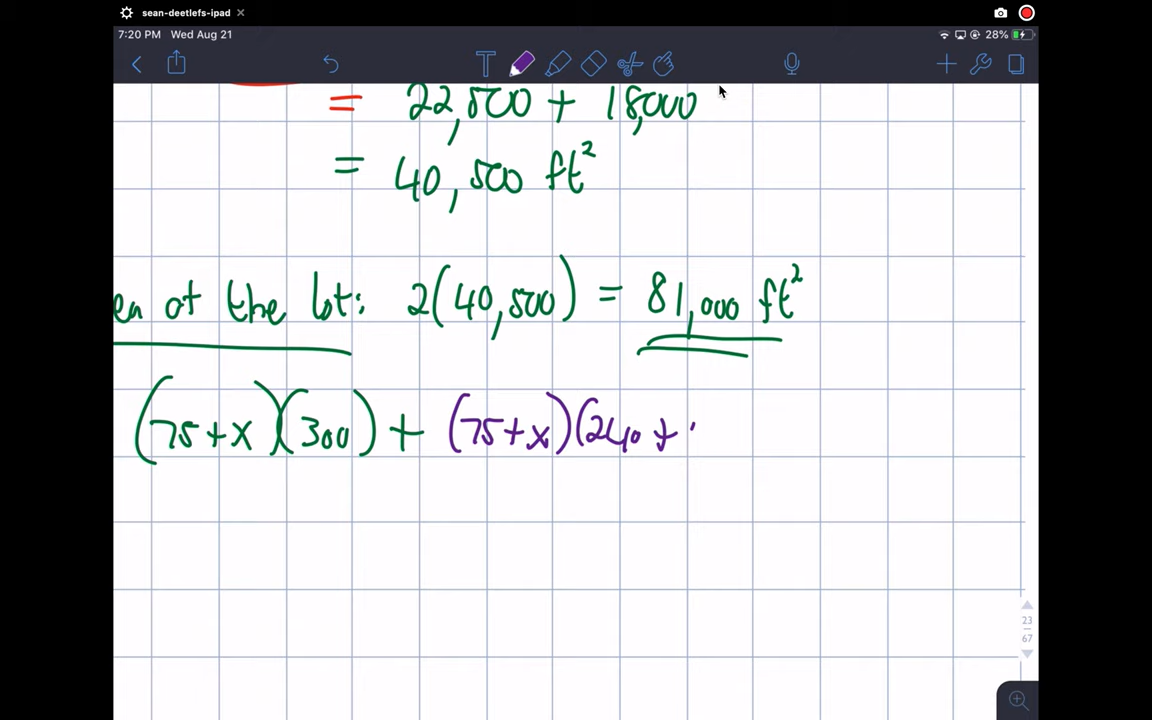 sean-deetlefs-ipad ×
7:20 PM Wed Aug 21 28%
T
= 22,500 + 18,000
= 40,500 ft²
ea of the lot: 2(40,500) = 81,000 ft²
(75+x)(300) + (75+x)(240+
23
67